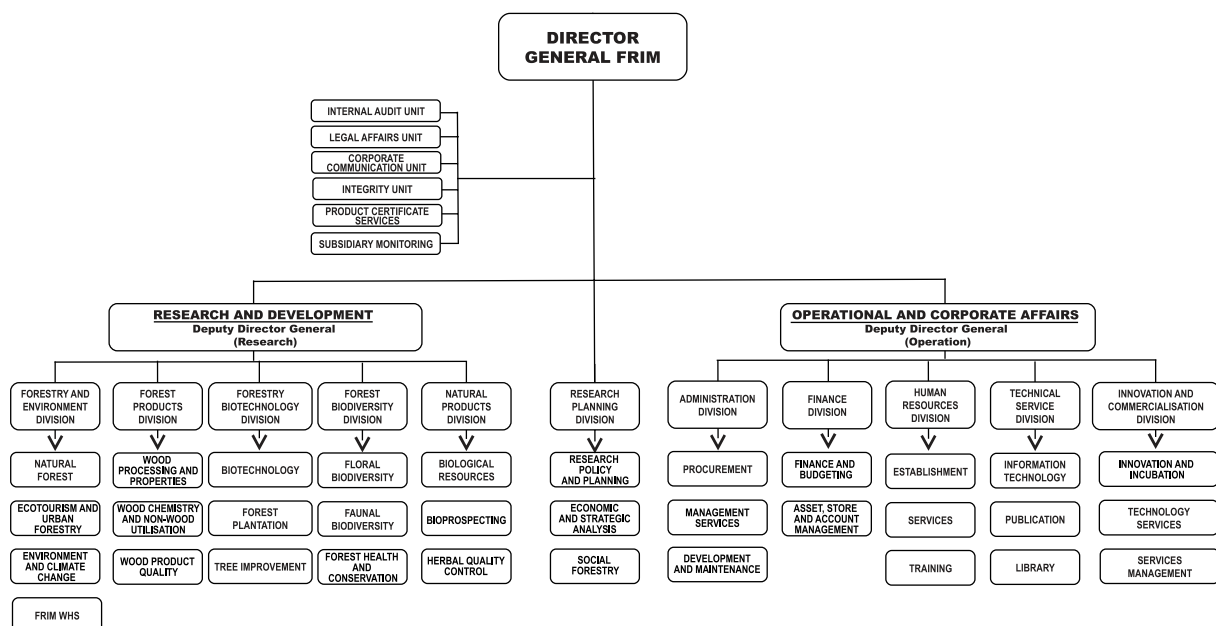 DIRECTOR
GENERAL FRIM
INTERNAL AUDIT UNIT
LEGAL AFFAIRS UNIT
CORPORATE
COMMUNICATION UNIT
INTEGRITY UNIT
PRODUCT CERTIFICATE
SERVICES
SUBSIDIARY MONITORING
RESEARCH AND DEVELOPMENT
Deputy Director General
(Research)
OPERATIONAL AND CORPORATE AFFAIRS
Deputy Director General
(Operation)
FORESTRY AND
ENVIRONMENT
DIVISION
NATURAL
FOREST
ECOTOURISM AND
URBAN
FORESTRY
ENVIRONMENT
AND CLIMATE
CHANGE
FRIM WHS
FOREST
PRODUCTS
DIVISION
WOOD
PROCESSING AND
PROPERTIES
WOOD CHEMISTRY
AND NON-WOOD
UTILISATION
WOOD PRODUCT
QUALITY
FORESTRY
BIOTECHNOLOGY
DIVISION
BIOTECHNOLOGY
FOREST
PLANTATION
TREE IMPROVEMENT
FOREST
BIODIVERSITY
DIVISION
FLORAL
BIODIVERSITY
FAUNAL
BIODIVERSITY
FOREST HEALTH
AND
CONSERVATION
NATURAL
PRODUCTS
DIVISION
BIOLOGICAL
RESOURCES
BIOPROSPECTING
HERBAL QUALITY
CONTROL
RESEARCH
PLANNING
DIVISION
RESEARCH
POLICY
AND PLANNING
ECONOMIC
AND STRATEGIC
ANALYSIS
SOCIAL
FORESTRY
ADMINISTRATION
DIVISION
PROCUREMENT
MANAGEMENT
SERVICES
DEVELOPMENT
AND MAINTENANCE
FINANCE
DIVISION
FINANCE AND
BUDGETING
ASSET, STORE
AND ACCOUNT
MANAGEMENT
HUMAN
RESOURCES
DIVISION
ESTABLISHMENT
SERVICES
TRAINING
TECHNICAL
SERVICE
DIVISION
INFORMATION
TECHNOLOGY
PUBLICATION
LIBRARY
INNOVATION AND
COMMERCIALISATION
DIVISION
INNOVATION AND
INCUBATION
TECHNOLOGY
SERVICES
SERVICES
MANAGEMENT